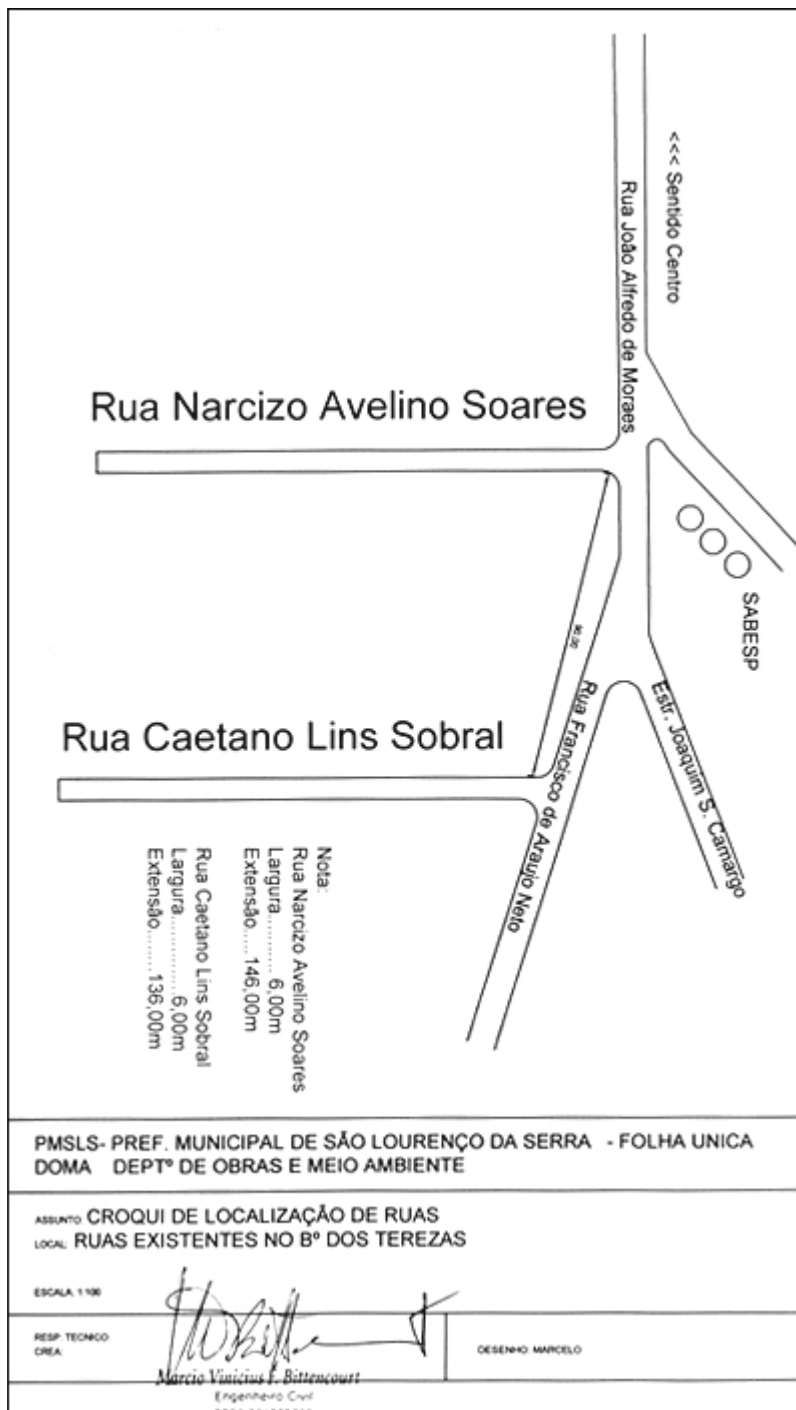 <<< Sentido Centro
Rua João Alfredo de Moraes
Rua Narcizo Avelino Soares
SABESP
90,00
Rua Caetano Lins Sobral
Rua Francisco de Araujo Neto
Estr. Joaquim S. Camargo
Nota:
Rua Narcizo Avelino Soares
Largura........... 6,00m
Extensão..... 146,00m
Rua Caetano Lins Sobral
Largura............... 6,00m
Extensão......... 136,00m
PMSLS- PREF. MUNICIPAL DE SÃO LOURENÇO DA SERRA - FOLHA UNICA
DOMA DEPTº DE OBRAS E MEIO AMBIENTE
ASSUNTO: CROQUI DE LOCALIZAÇÃO DE RUAS
LOCAL: RUAS EXISTENTES NO Bº DOS TEREZAS
ESCALA: 1:100
RESP. TECNICO
CREA:
DESENHO: MARCELO
Marcio Vinicius F. Bittencourt
Engenheiro Civil